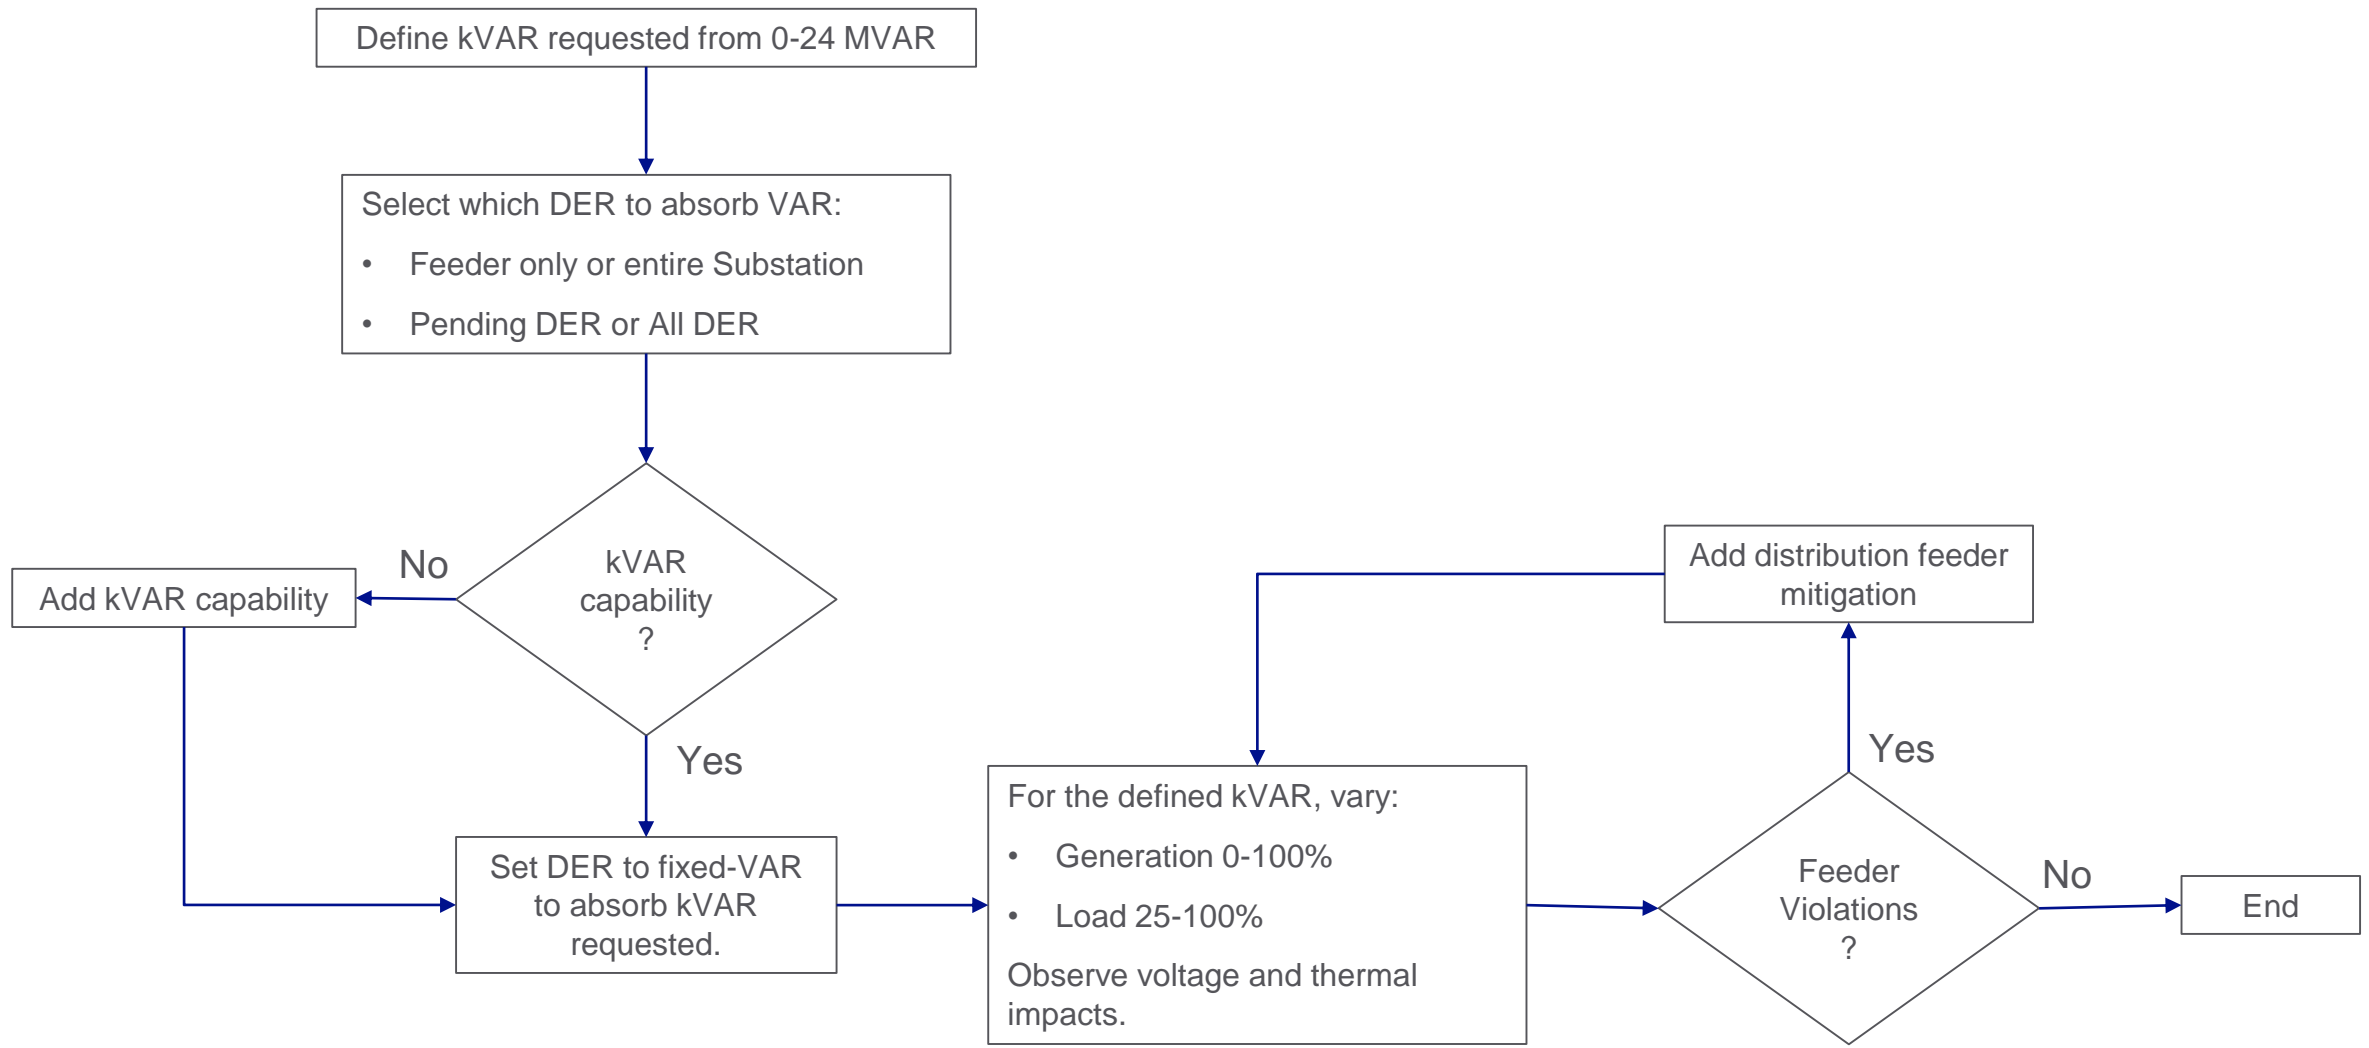 Define kVAR requested from 0-24 MVAR
Select which DER to absorb VAR:
• Feeder only or entire Substation
• Pending DER or All DER
kVAR
capability
?
No
Add kVAR capability
Yes
Set DER to fixed-VAR
to absorb kVAR
requested.
For the defined kVAR, vary:
• Generation 0-100%
• Load 25-100%
Observe voltage and thermal
impacts.
Feeder
Violations
?
Yes
Add distribution feeder
mitigation
No
End